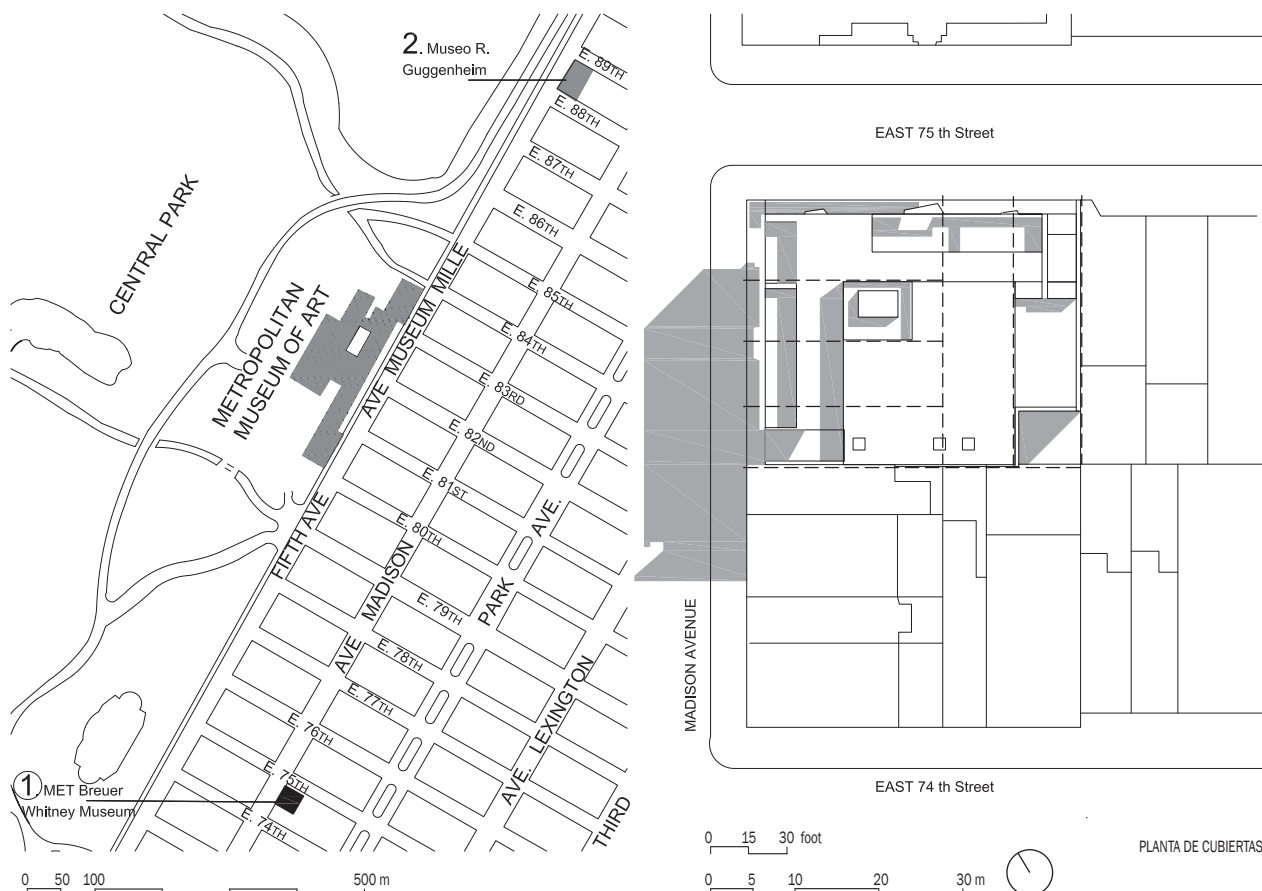 2. Museo R.
Guggenheim
E. 89TH
E. 88TH
E. 87TH
E. 86TH
E. 85TH
E. 84TH
E. 83RD
E. 82ND
E. 81ST
E. 80TH
E. 79TH
E. 78TH
E. 77TH
E. 76TH
E. 75TH
E. 74TH
CENTRAL PARK
METROPOLITAN
MUSEUM OF ART
AVE MUSEUM MILLE
FIFTH AVE
AVE MADISON
PARK AVE.
AVE. LEXINGTON
THIRD
1 MET Breuer
Whitney Museum
0 50 100 500 m
EAST 75 th Street
MADISON AVENUE
EAST 74 th Street
0 15 30 foot
0 5 10 20 30 m
PLANTA DE CUBIERTAS